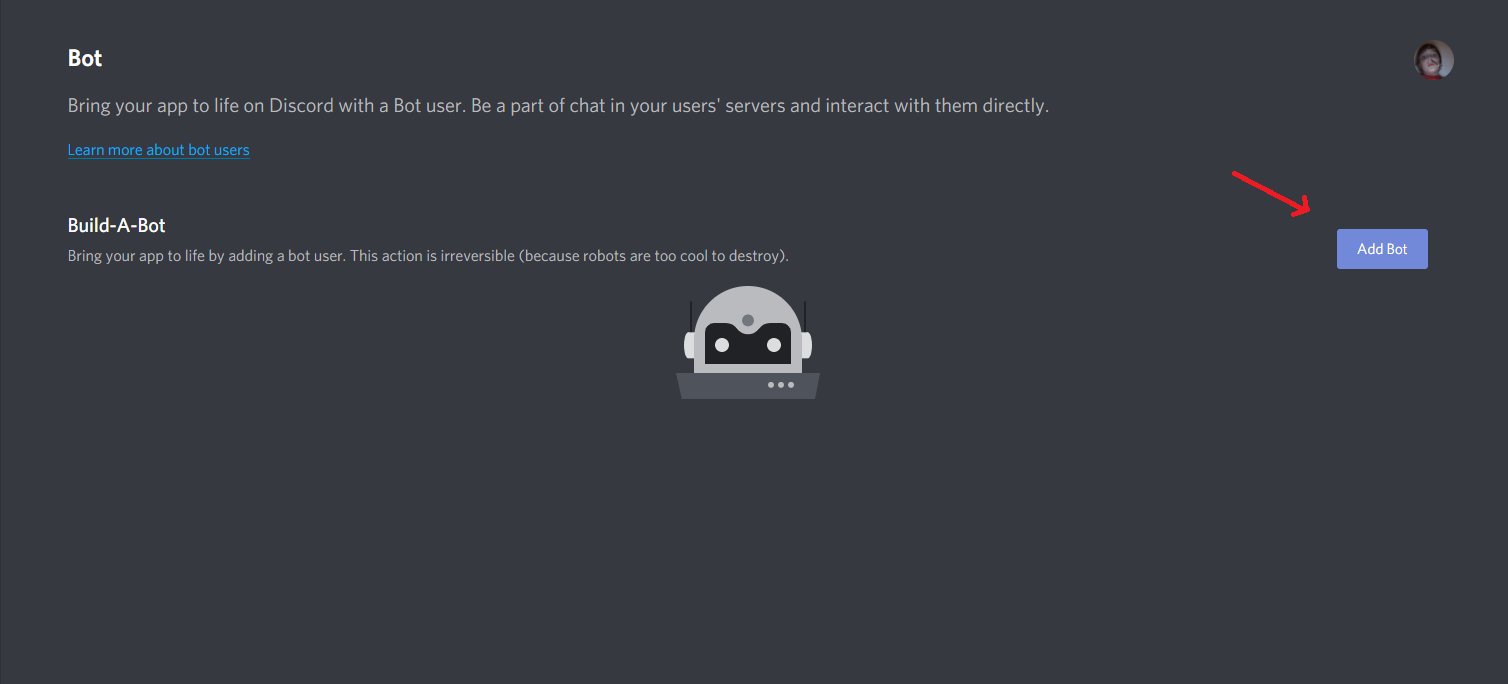 Bot
Bring your app to life on Discord with a Bot user. Be a part of chat in your users' servers and interact with them directly.
Learn more about bot users
Build-A-Bot
Bring your app to life by adding a bot user. This action is irreversible (because robots are too cool to destroy).
Add Bot